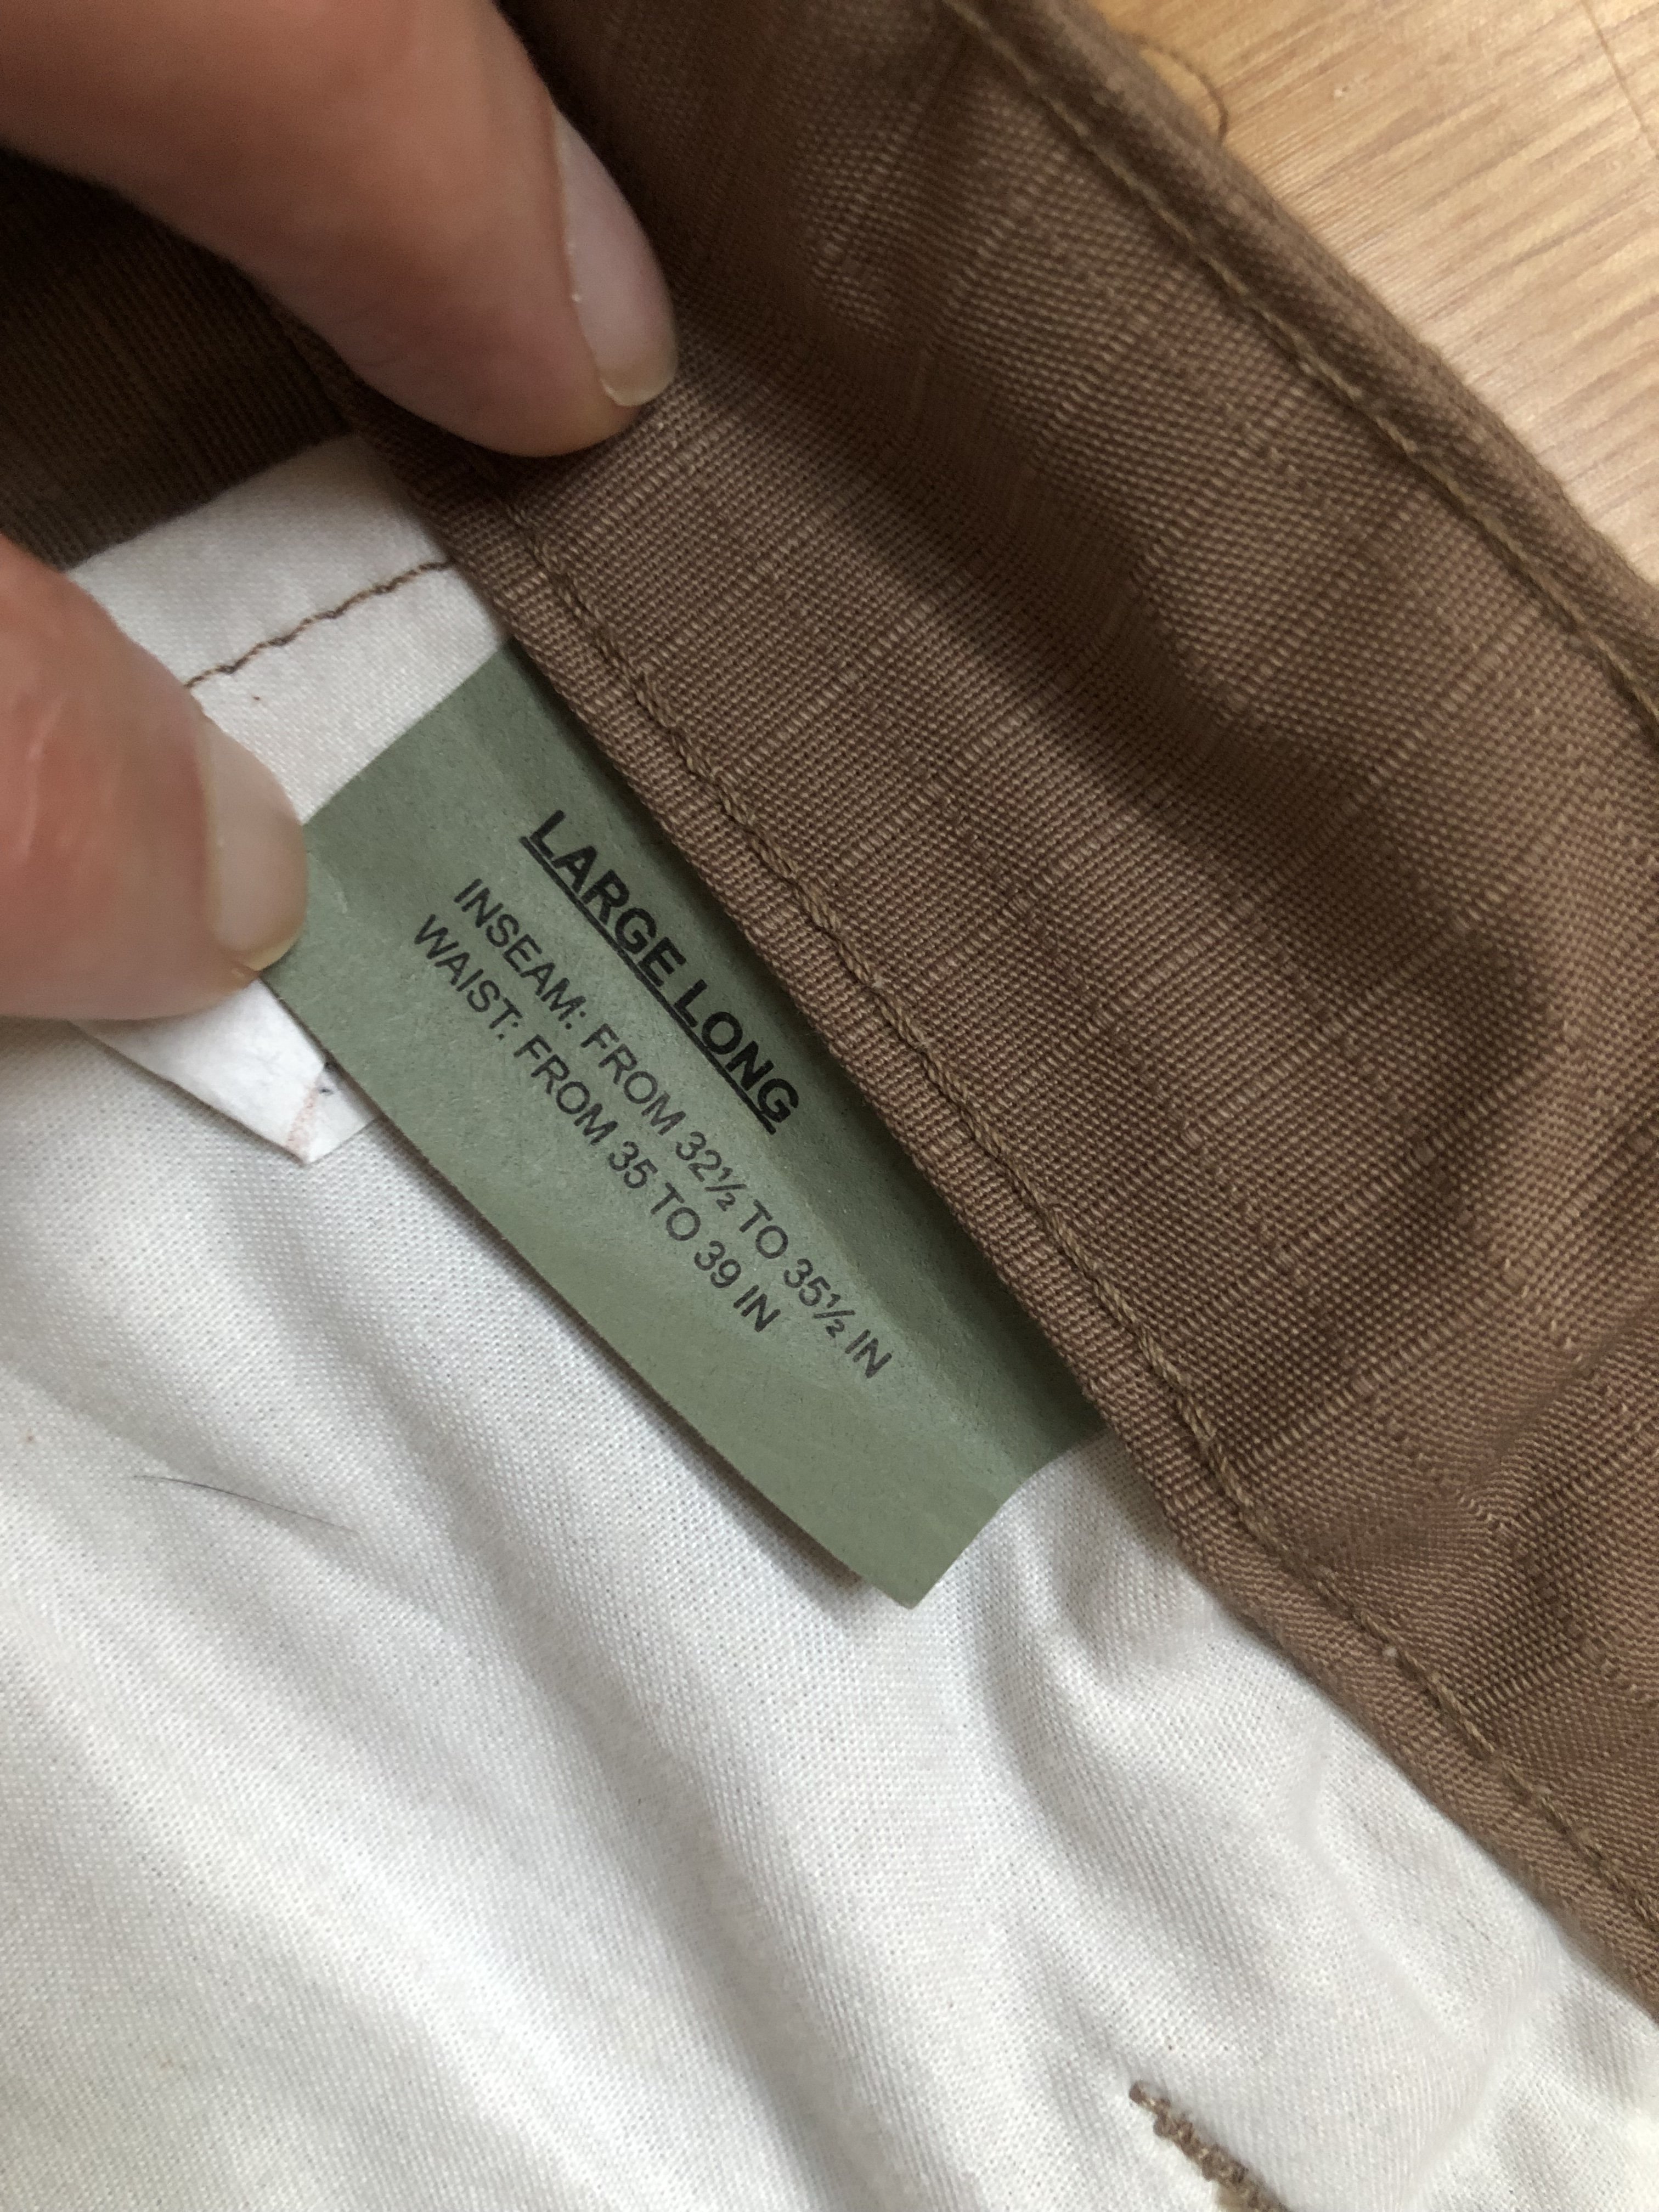 LARGE LONG
INSEAM: FROM 32½ TO 35½ IN
WAIST: FROM 35 TO 39 IN